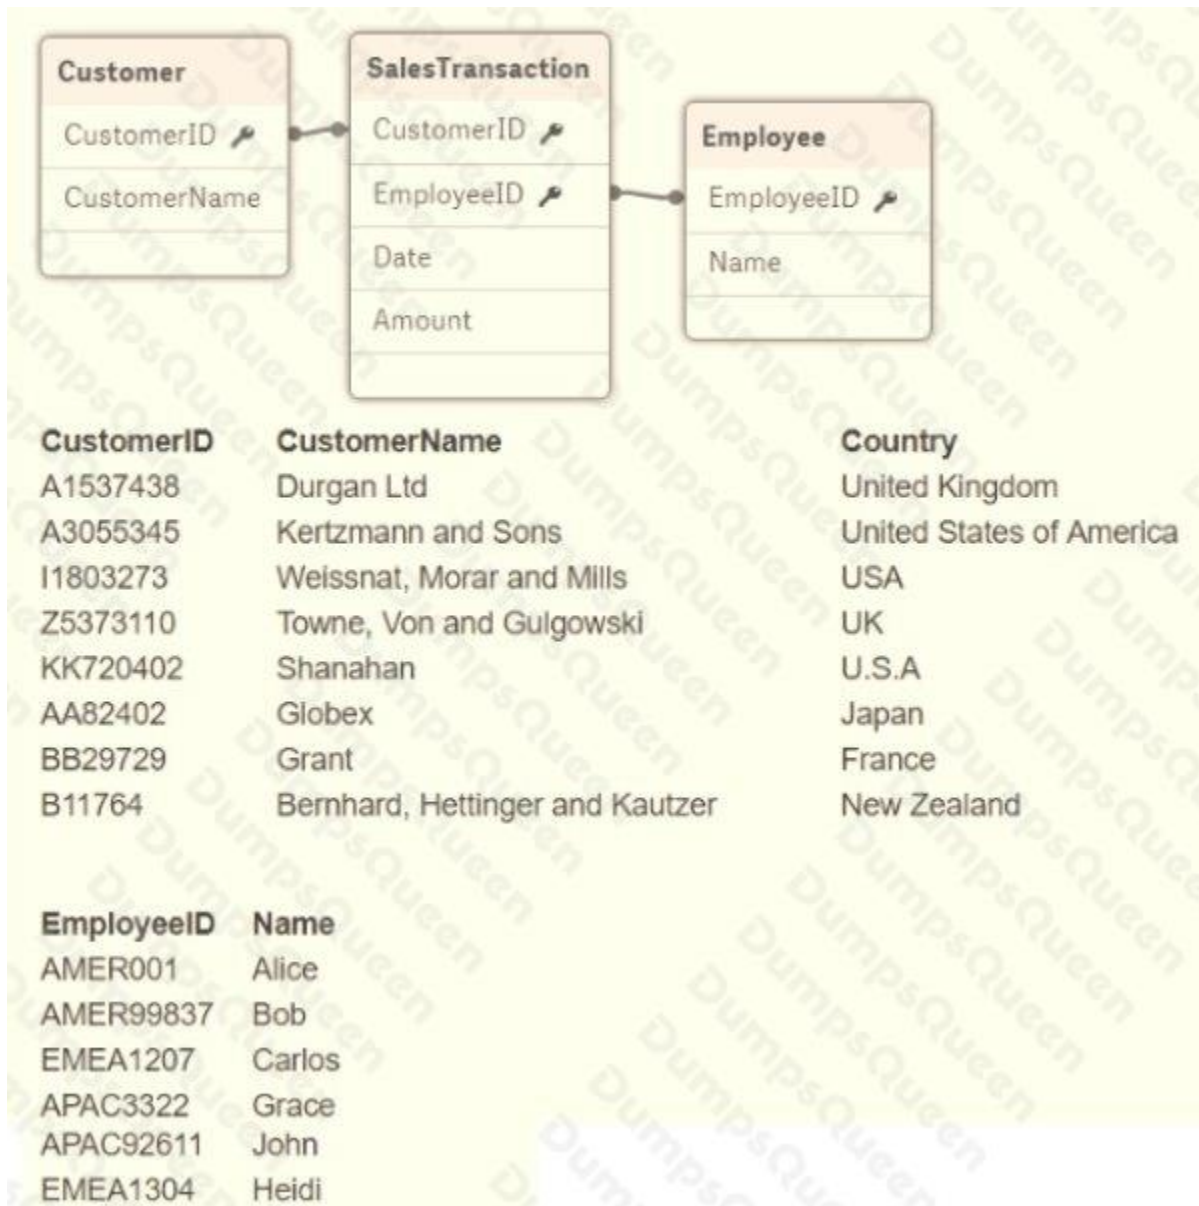 Customer
CustomerID
CustomerName
SalesTransaction
CustomerID
EmployeeID
Date
Amount
Employee
EmployeeID
Name
CustomerID CustomerName Country
A1537438 Durgan Ltd United Kingdom
A3055345 Kertzmann and Sons United States of America
I1803273 Weissnat, Morar and Mills USA
Z5373110 Towne, Von and Gulgowski UK
KK720402 Shanahan U.S.A
AA82402 Globex Japan
BB29729 Grant France
B11764 Bernhard, Hettinger and Kautzer New Zealand
EmployeeID Name
AMER001 Alice
AMER99837 Bob
EMEA1207 Carlos
APAC3322 Grace
APAC92611 John
EMEA1304 Heidi
DumpsQueen